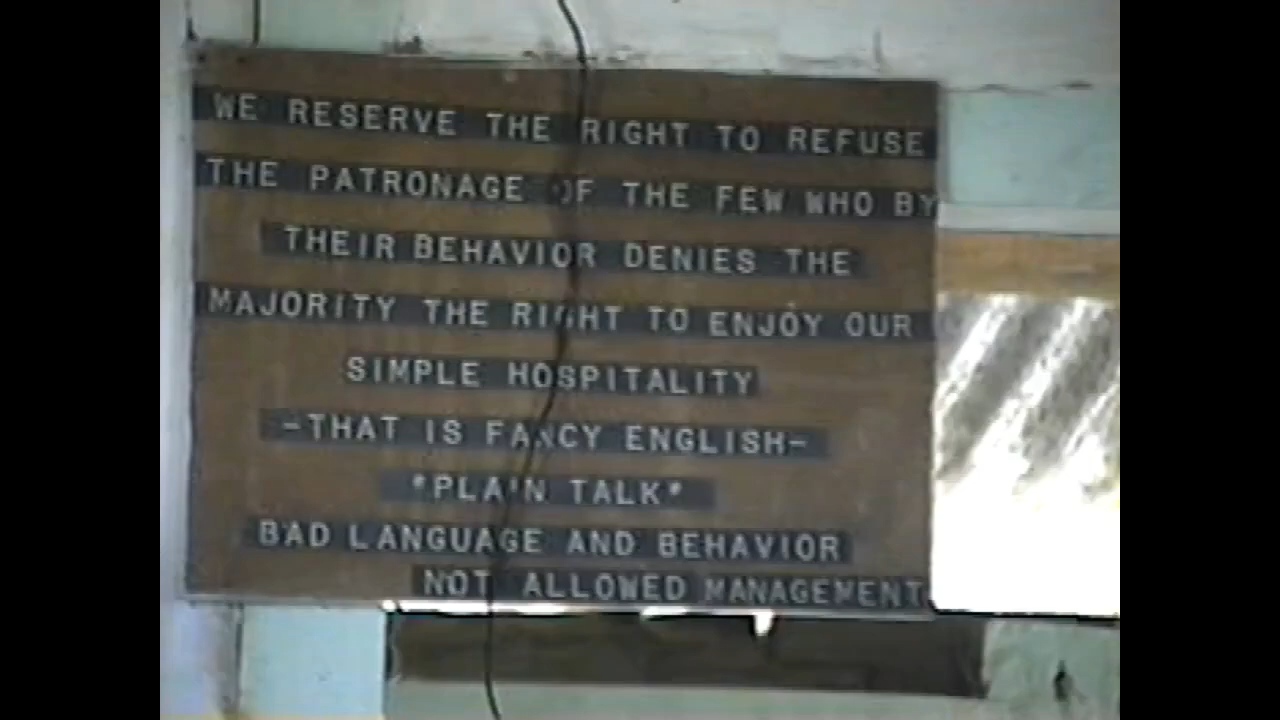 WE RESERVE THE RIGHT TO REFUSE
THE PATRONAGE OF THE FEW WHO BY
THEIR BEHAVIOR DENIES THE
MAJORITY THE RIGHT TO ENJOY OUR
SIMPLE HOSPITALITY
-THAT IS FANCY ENGLISH-
"PLAIN TALK"
BAD LANGUAGE AND BEHAVIOR
NOT ALLOWED MANAGEMENT